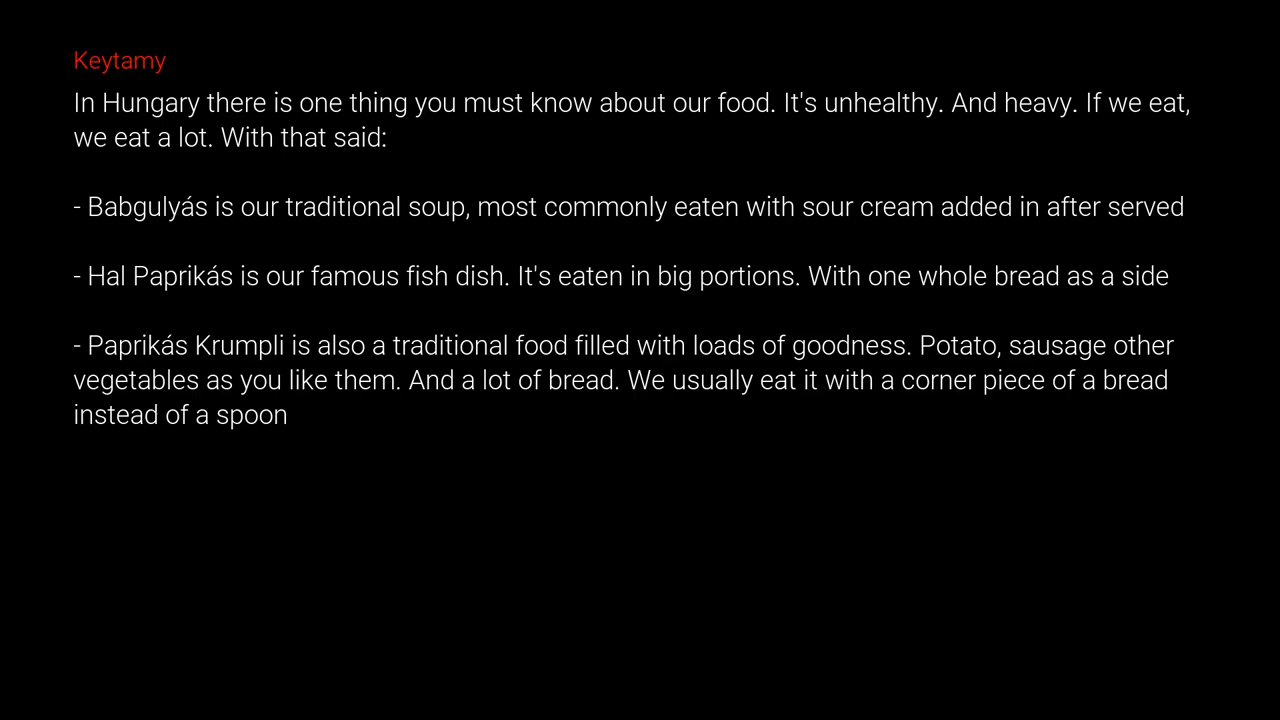 Keytamy
In Hungary there is one thing you must know about our food. It's unhealthy. And heavy. If we eat,
we eat a lot. With that said:
- Babgulyás is our traditional soup, most commonly eaten with sour cream added in after served
- Hal Paprikás is our famous fish dish. It's eaten in big portions. With one whole bread as a side
- Paprikás Krumpli is also a traditional food filled with loads of goodness. Potato, sausage other
vegetables as you like them. And a lot of bread. We usually eat it with a corner piece of a bread
instead of a spoon